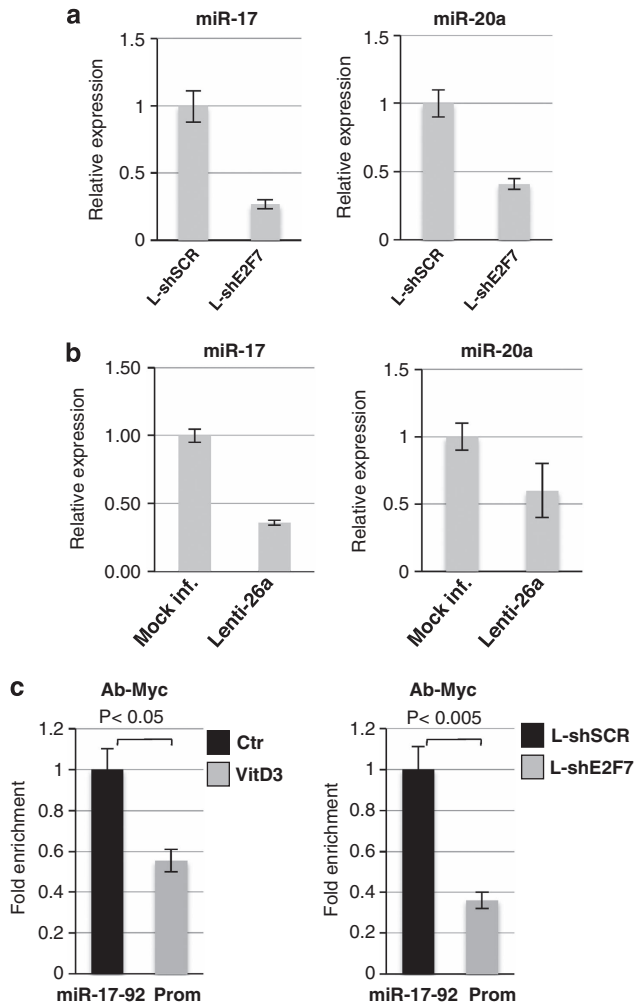 a
miR-17
miR-20a
Relative expression
1.5
1
0.5
0
L-shSCR
L-shE2F7
Relative expression
1.5
1
0.5
0
L-shSCR
L-shE2F7
b
miR-17
miR-20a
Relative expression
1.50
1.00
0.50
0.00
Mock inf.
Lenti-26a
Relative expression
1.5
1
0.5
0
Mock inf.
Lenti-26a
c
Ab-Myc
P< 0.05
Fold enrichment
1.2
1
0.8
0.6
0.4
0.2
0
Ctr
VitD3
miR-17-92 Prom
Ab-Myc
P< 0.005
Fold enrichment
1.2
1
0.8
0.6
0.4
0.2
0
L-shSCR
L-shE2F7
miR-17-92 Prom